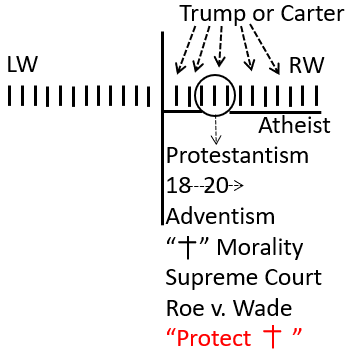 Trump or Carter
LW
RW
Atheist
Protestantism
18--20->
Adventism
“†” Morality
Supreme Court
Roe v. Wade
“Protect † ”